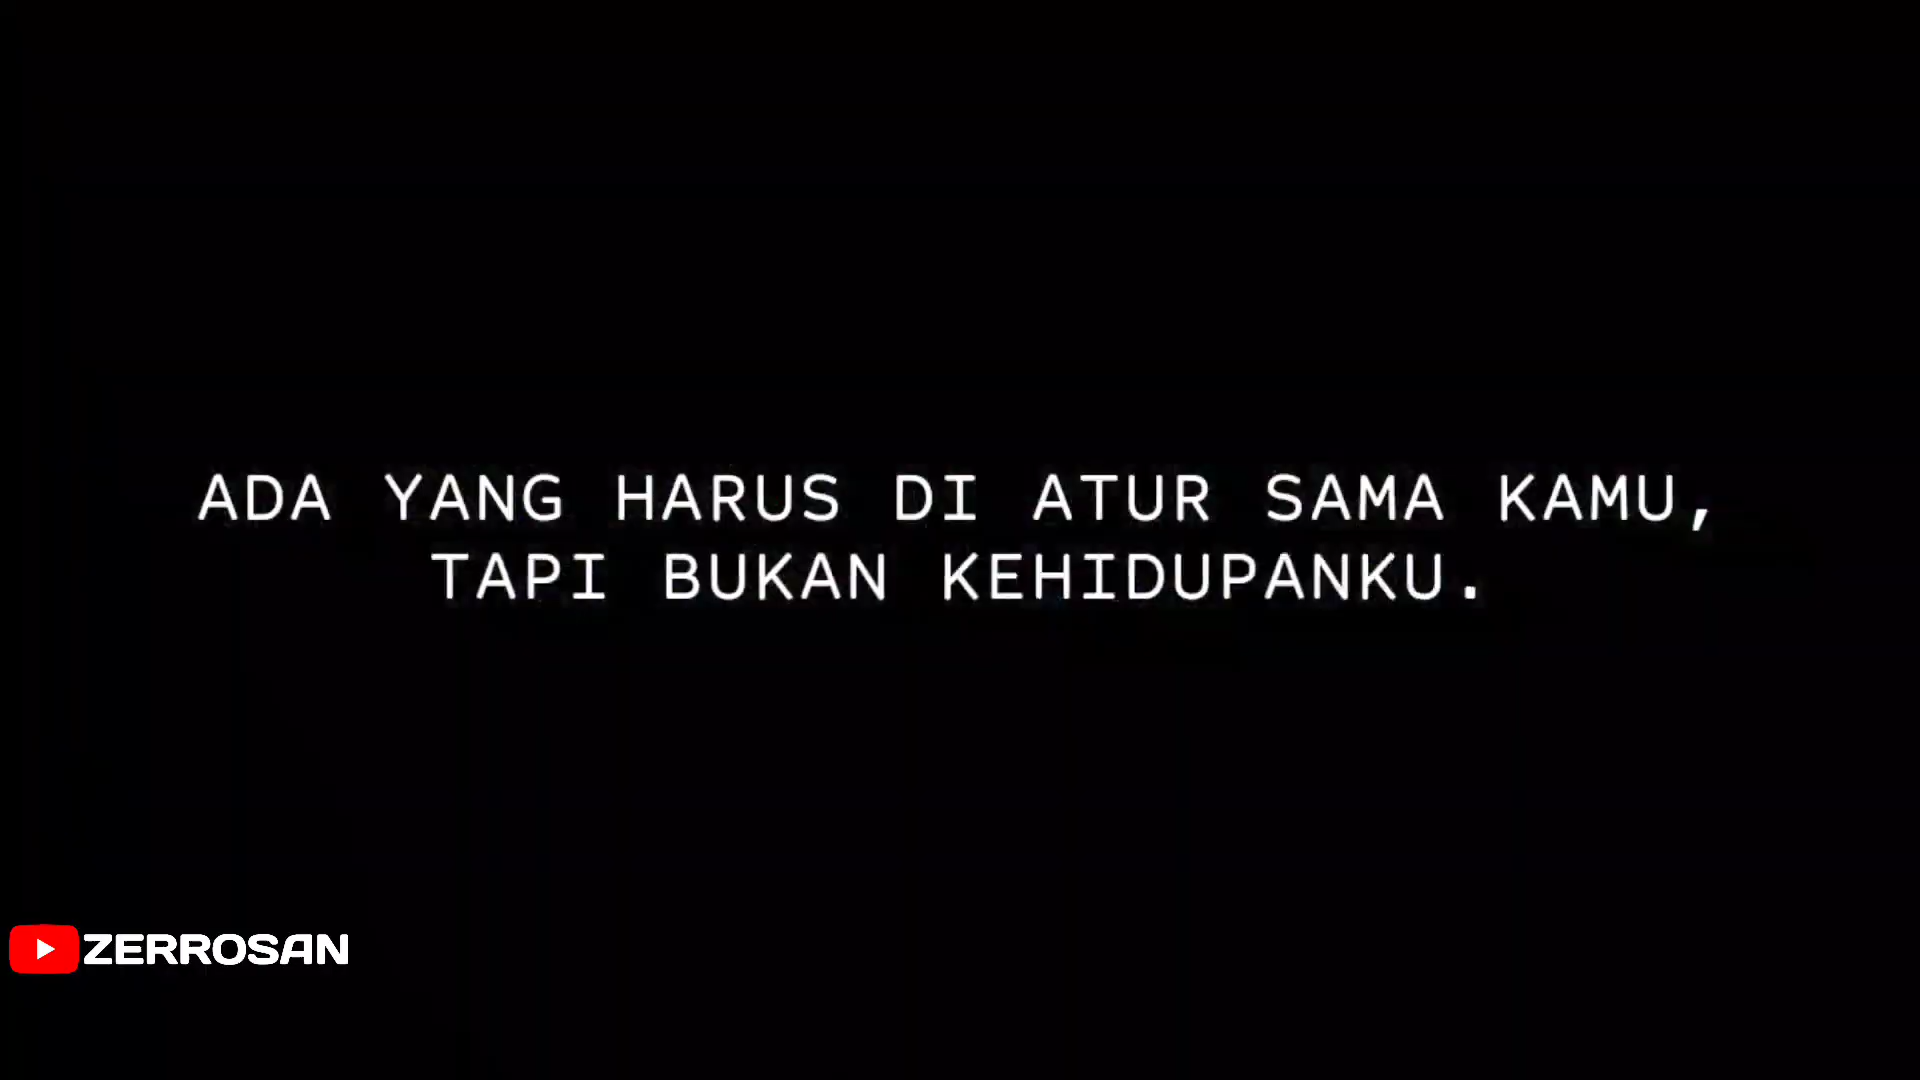 ADA YANG HARUS DI ATUR SAMA KAMU,
TAPI BUKAN KEHIDUPANKU.
ZERROSAN